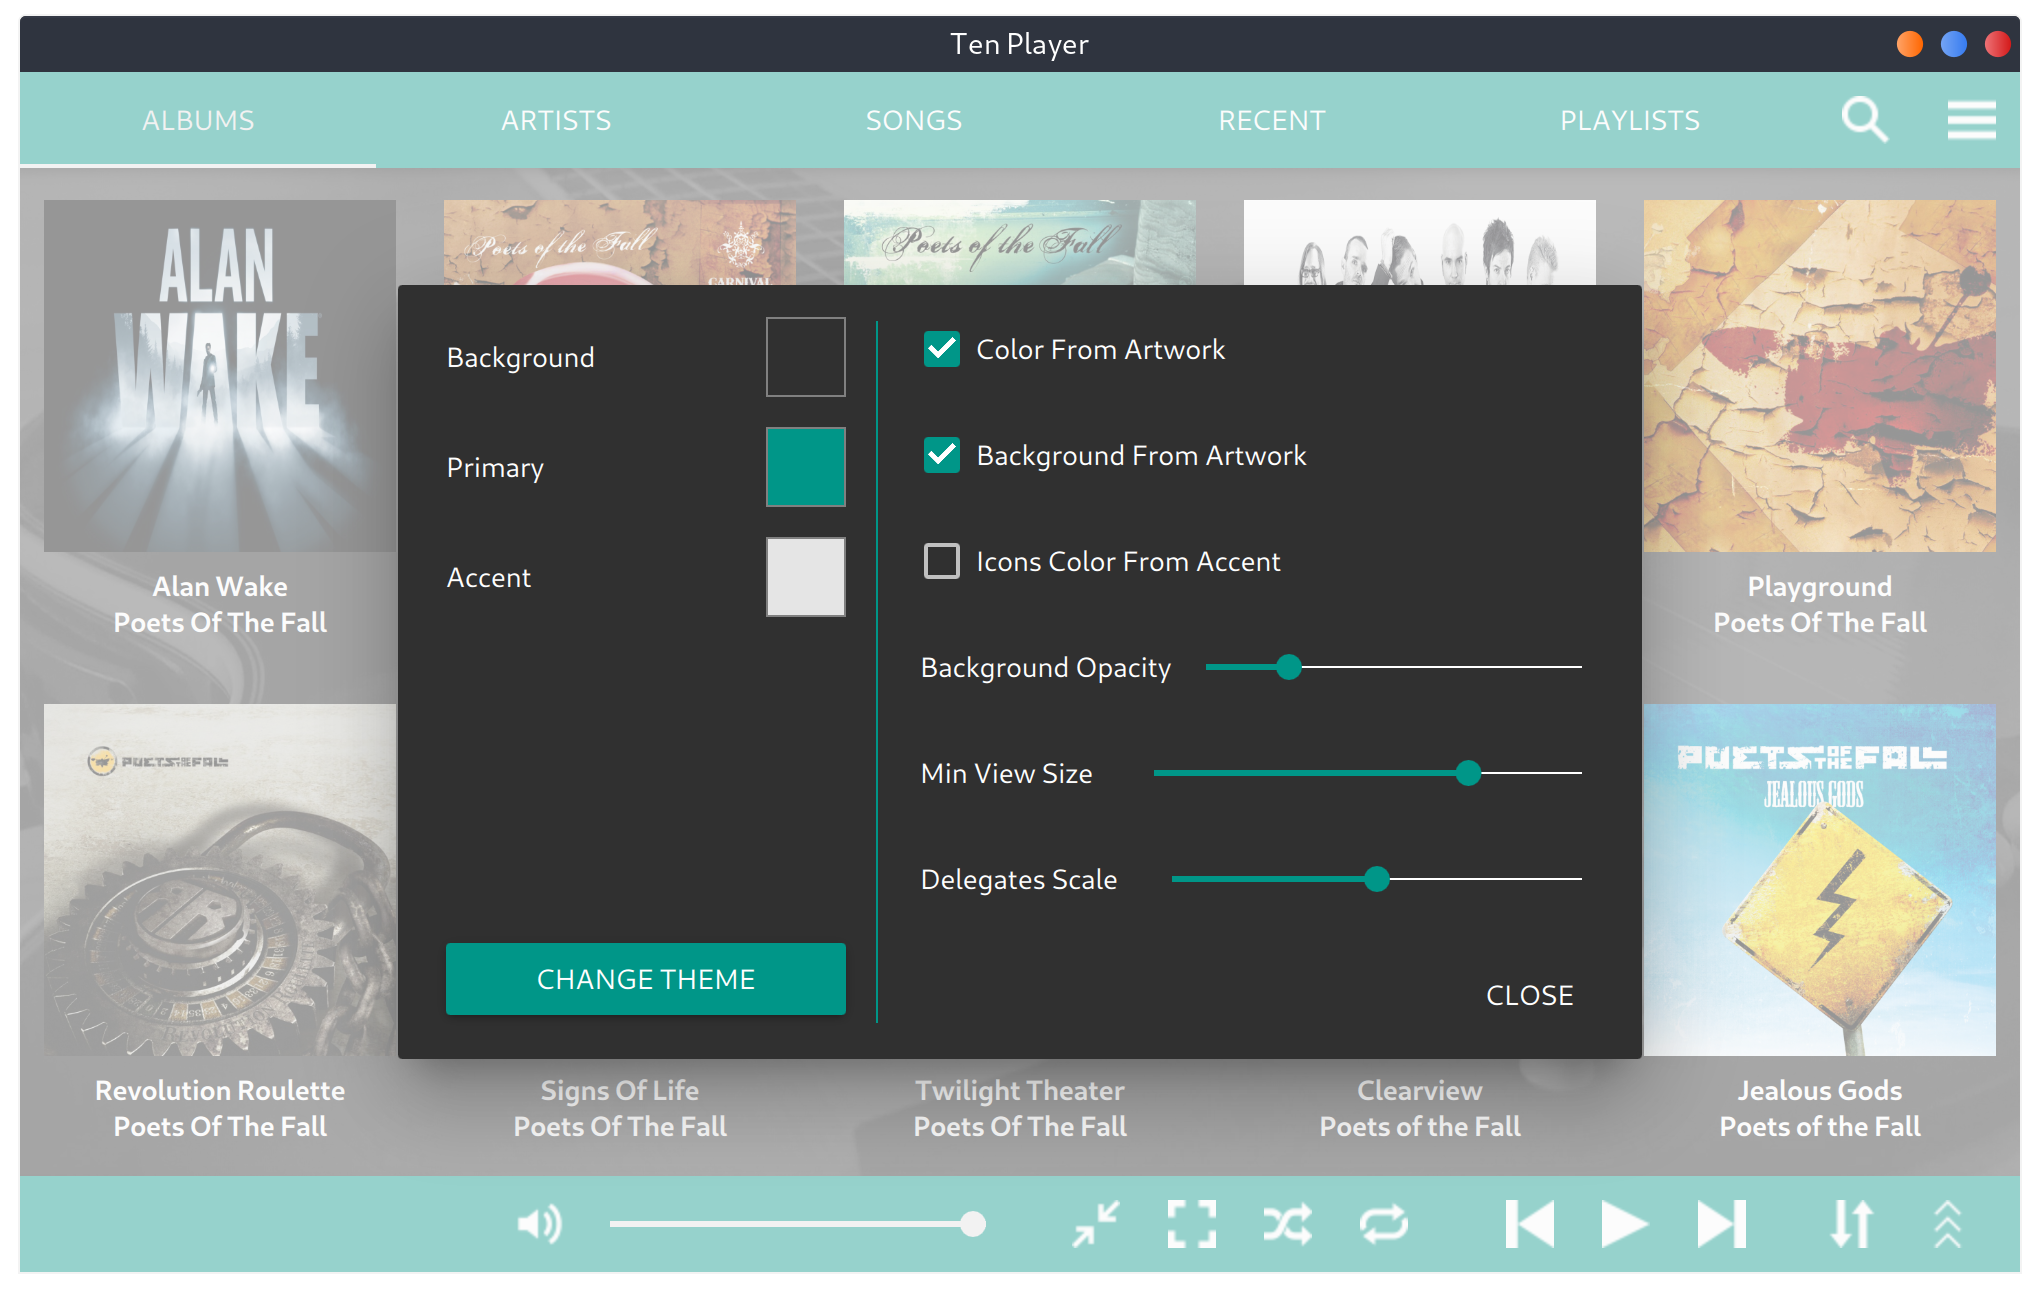 Ten Player
ALBUMS
ARTISTS
SONGS
RECENT
PLAYLISTS
ALAN
WAKE
Poets of the Fall
CARNIVAL
Poets of the Fall
Background
Primary
Accent
CHANGE THEME
Color From Artwork
Background From Artwork
Icons Color From Accent
Background Opacity
Min View Size
Delegates Scale
CLOSE
Alan Wake
Poets Of The Fall
Playground
Poets Of The Fall
POETS OF THE FALL
POETS OF THE FALL
JEALOUS GODS
Revolution Roulette
Poets Of The Fall
Signs Of Life
Poets Of The Fall
Twilight Theater
Poets Of The Fall
Clearview
Poets of the Fall
Jealous Gods
Poets of the Fall